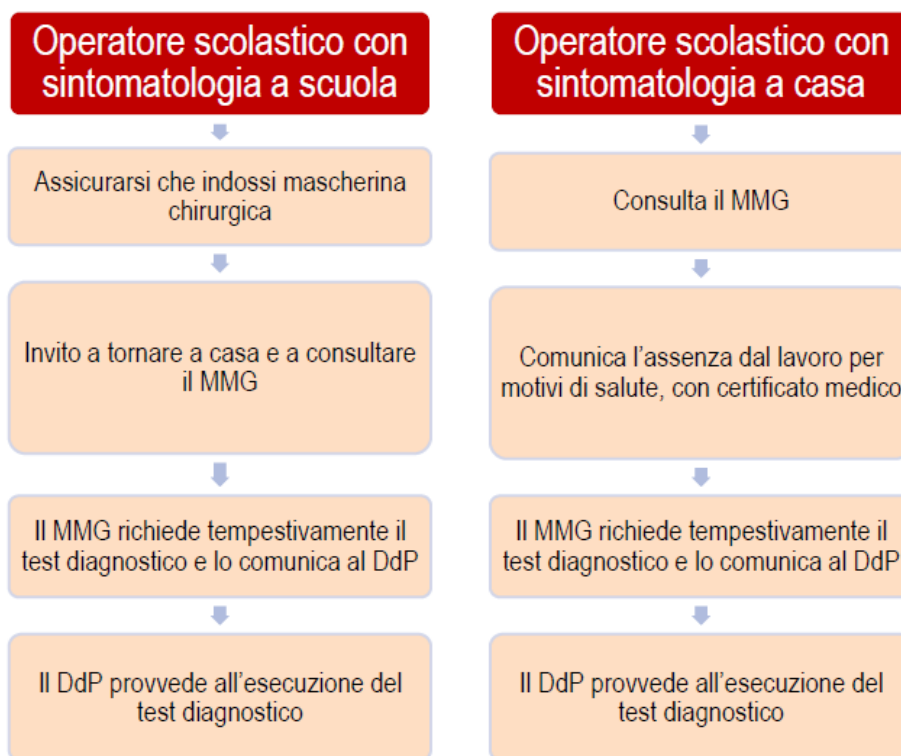 Operatore scolastico con
sintomatologia a scuola
Assicurarsi che indossi mascherina
chirurgica
Invito a tornare a casa e a consultare
il MMG
Il MMG richiede tempestivamente il
test diagnostico e lo comunica al DdP
Il DdP provvede all’esecuzione del
test diagnostico
Operatore scolastico con
sintomatologia a casa
Consulta il MMG
Comunica l’assenza dal lavoro per
motivi di salute, con certificato medico
Il MMG richiede tempestivamente il
test diagnostico e lo comunica al DdP
Il DdP provvede all’esecuzione del
test diagnostico